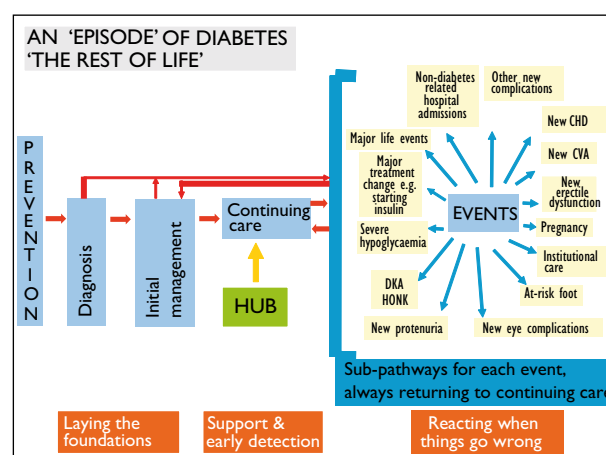 AN ‘EPISODE’ OF DIABETES
‘THE REST OF LIFE’
PREVENTION
Diagnosis
Initial
management
Continuing
care
HUB
Non-diabetes
related
hospital
admissions
Other new
complications
New CHD
New CVA
New
erectile
dysfunction
Pregnancy
Institutional
care
At-risk foot
New eye complications
New protenuria
DKA
HONK
Severe
hypoglycaemia
Major
treatment
change e.g.
starting
insulin
Major life events
EVENTS
Sub-pathways for each event,
always returning to continuing care
Laying the
foundations
Support &
early detection
Reacting when
things go wrong